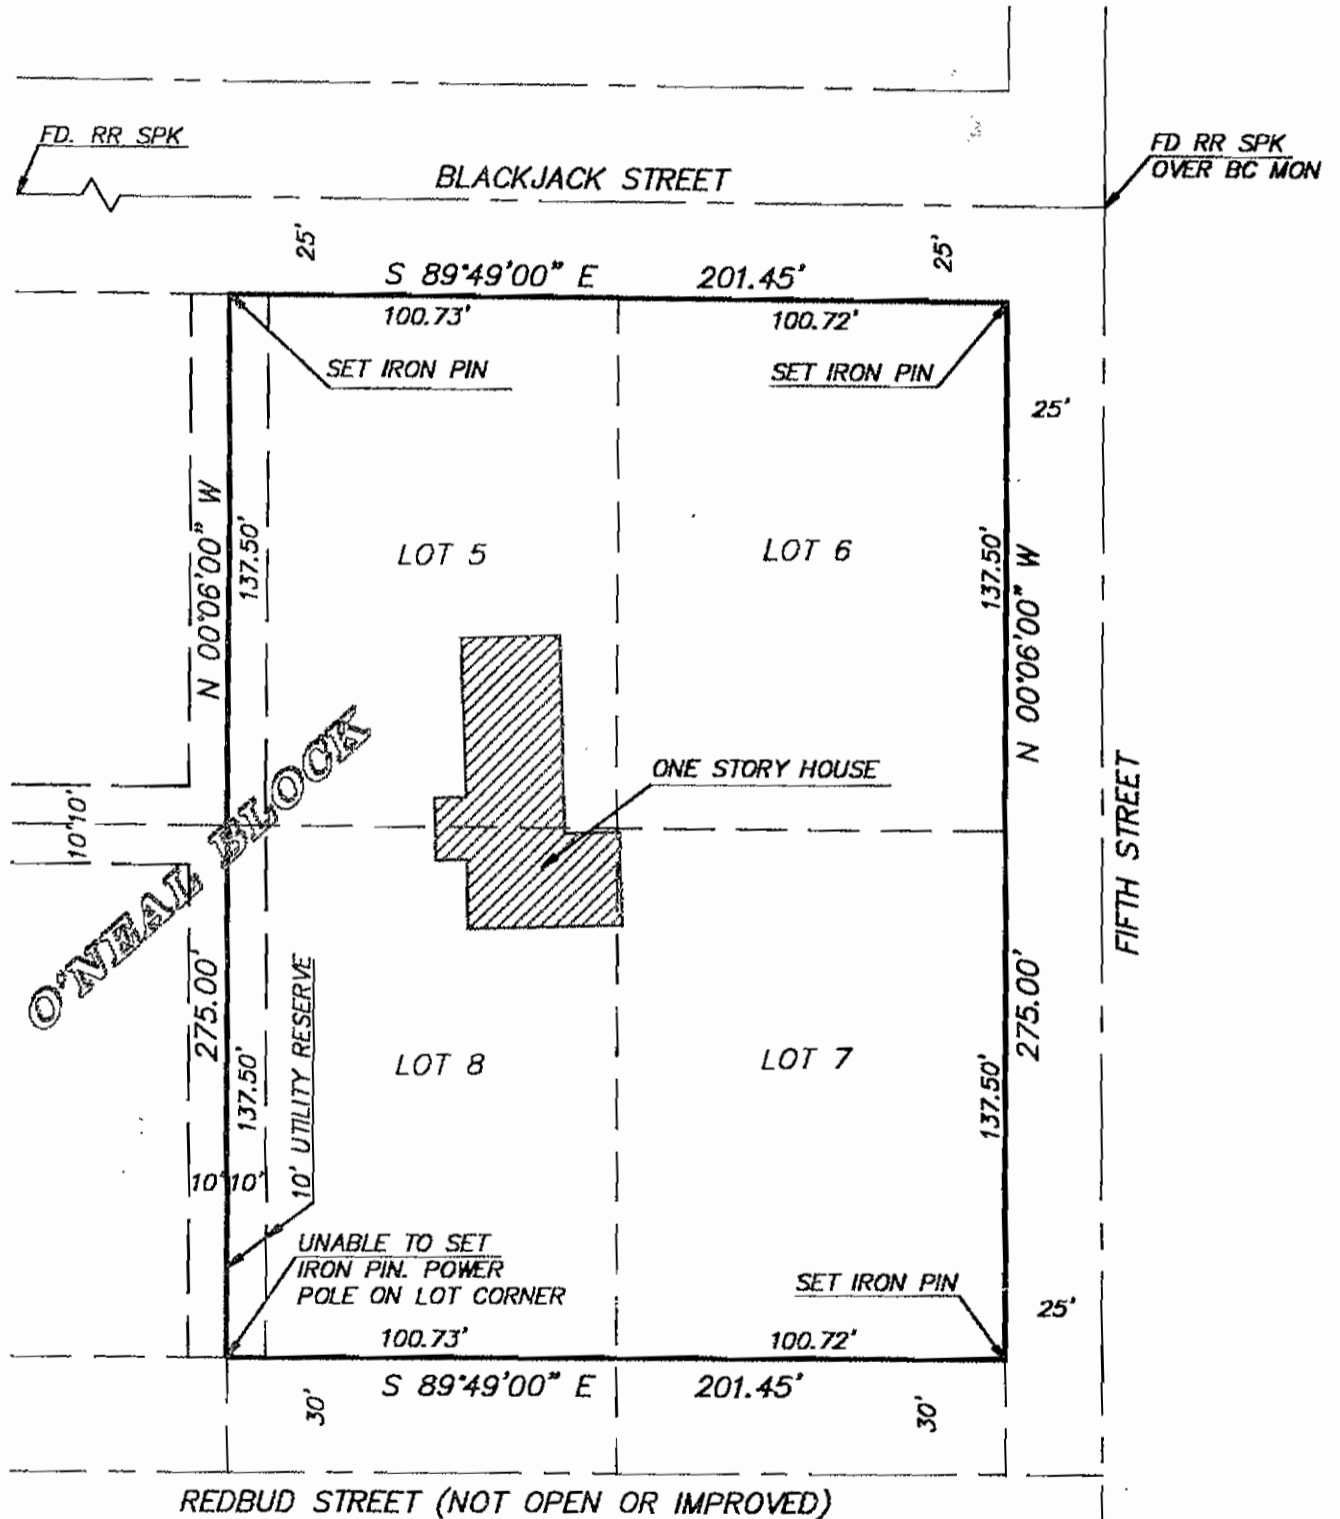 FD. RR SPK
BLACKJACK STREET
FD RR SPK
OVER BC MON
25'
25'
S 89°49'00" E 201.45'
100.73'
100.72'
SET IRON PIN
SET IRON PIN
25'
N 00°06'00" W
137.50'
LOT 5
LOT 6
137.50'
N 00°06'00" W
ONE STORY HOUSE
FIFTH STREET
10'10'
O'NEAL BLOCK
275.00'
137.50'
10' UTILITY RESERVE
LOT 8
LOT 7
137.50'
275.00'
10'10'
UNABLE TO SET
IRON PIN. POWER
POLE ON LOT CORNER
SET IRON PIN
25'
100.73'
100.72'
S 89°49'00" E 201.45'
30'
30'
REDBUD STREET (NOT OPEN OR IMPROVED)